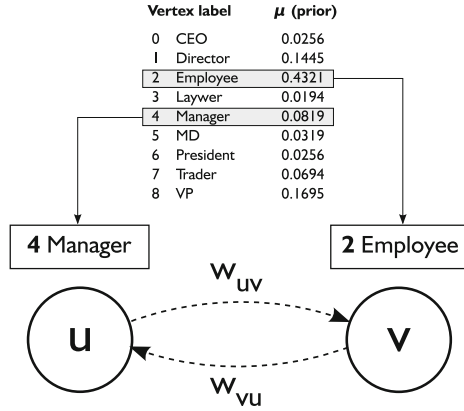 Vertex label μ (prior)
0 CEO 0.0256
1 Director 0.1445
2 Employee 0.4321
3 Laywer 0.0194
4 Manager 0.0819
5 MD 0.0319
6 President 0.0256
7 Trader 0.0694
8 VP 0.1695
4 Manager
2 Employee
w uv
u
v
w vu